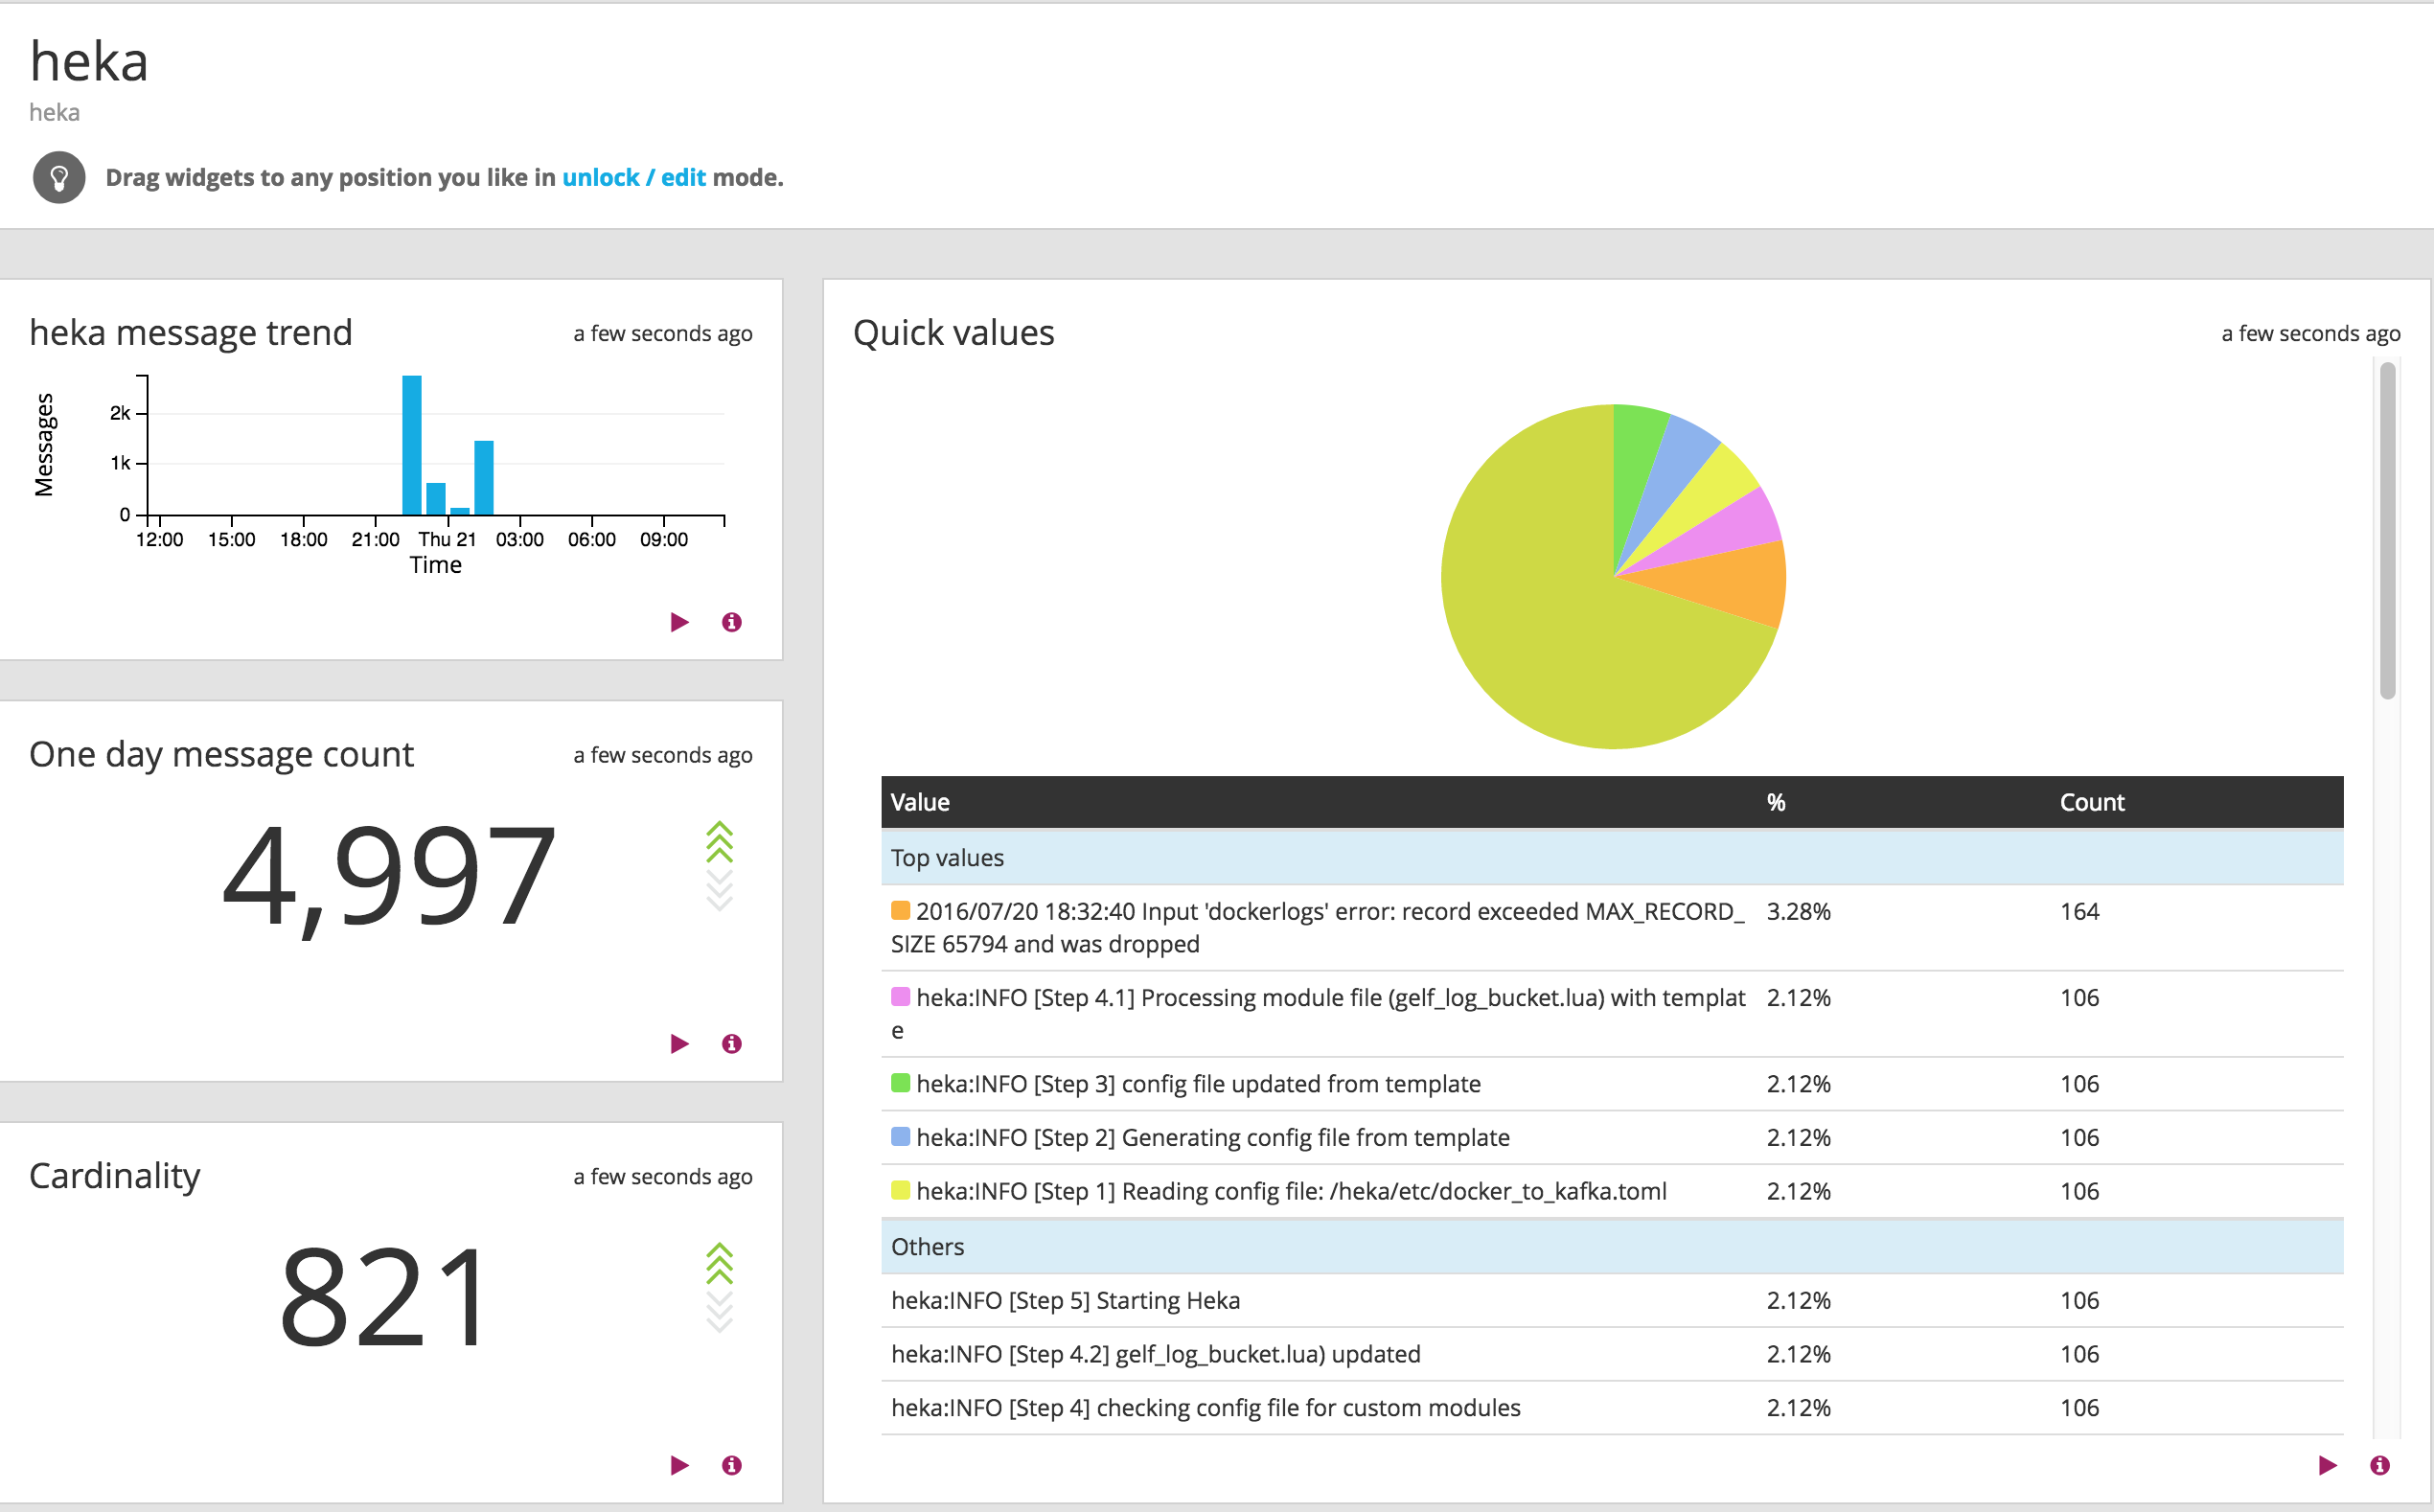 heka
heka
Drag widgets to any position you like in unlock / edit mode.
heka message trend
a few seconds ago
Messages
2k
1k
0
12:00 15:00 18:00 21:00 Thu 21 03:00 06:00 09:00
Time
One day message count
a few seconds ago
4,997
Cardinality
a few seconds ago
821
Quick values
a few seconds ago
Value % Count
Top values
2016/07/20 18:32:40 Input 'dockerlogs' error: record exceeded MAX_RECORD_ 3.28% 164
SIZE 65794 and was dropped
heka:INFO [Step 4.1] Processing module file (gelf_log_bucket.lua) with templat 2.12% 106
e
heka:INFO [Step 3] config file updated from template 2.12% 106
heka:INFO [Step 2] Generating config file from template 2.12% 106
heka:INFO [Step 1] Reading config file: /heka/etc/docker_to_kafka.toml 2.12% 106
Others
heka:INFO [Step 5] Starting Heka 2.12% 106
heka:INFO [Step 4.2] gelf_log_bucket.lua) updated 2.12% 106
heka:INFO [Step 4] checking config file for custom modules 2.12% 106